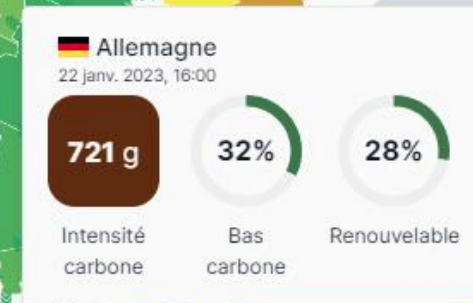 Allemagne
22 janv. 2023, 16:00
721 g
32%
28%
Intensité
carbone
Bas
carbone
Renouvelable